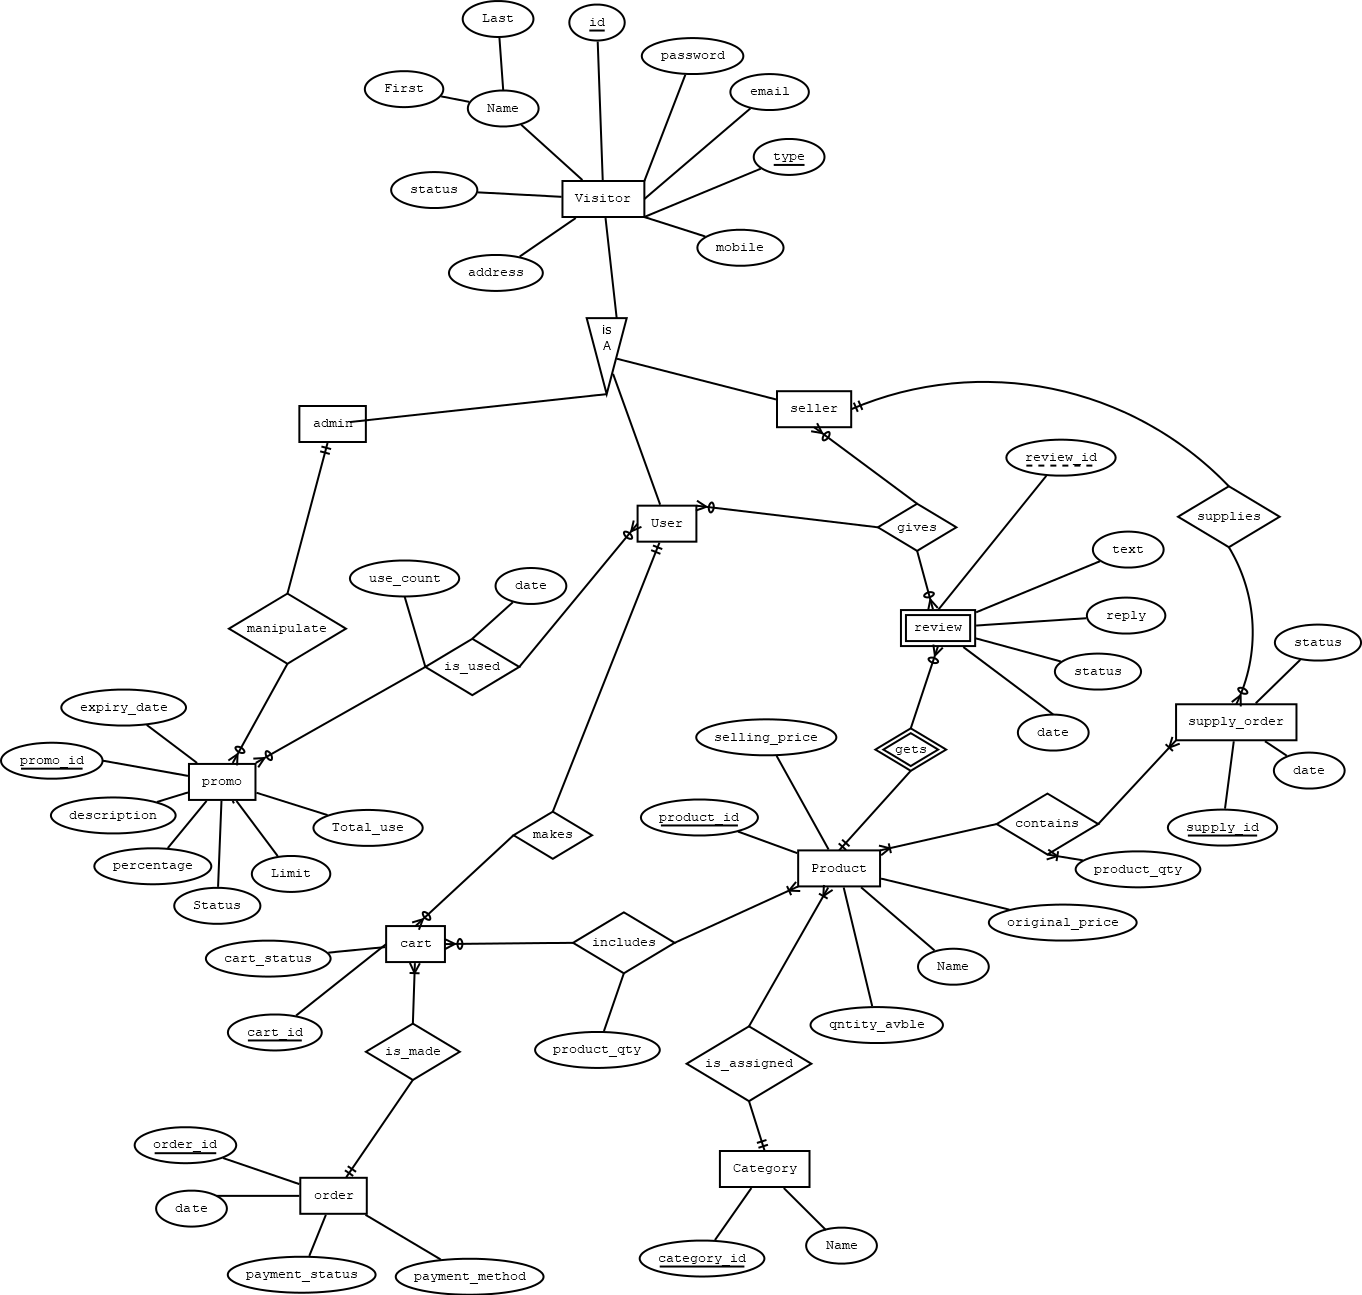 Last
id
password
First
Name
email
type
status
Visitor
mobile
address
is
A
admin
seller
review_id
User
gives
supplies
text
use_count
date
manipulate
is_used
review
reply
status
status
expiry_date
selling_price
gets
date
supply_order
promo_id
promo
date
description
Total_use
product_id
contains
supply_id
percentage
Limit
makes
Product
product_qty
Status
original_price
cart_status
cart
includes
Name
cart_id
product_qty
qntity_avble
is_made
is_assigned
order_id
Category
date
order
category_id
Name
payment_status
payment_method